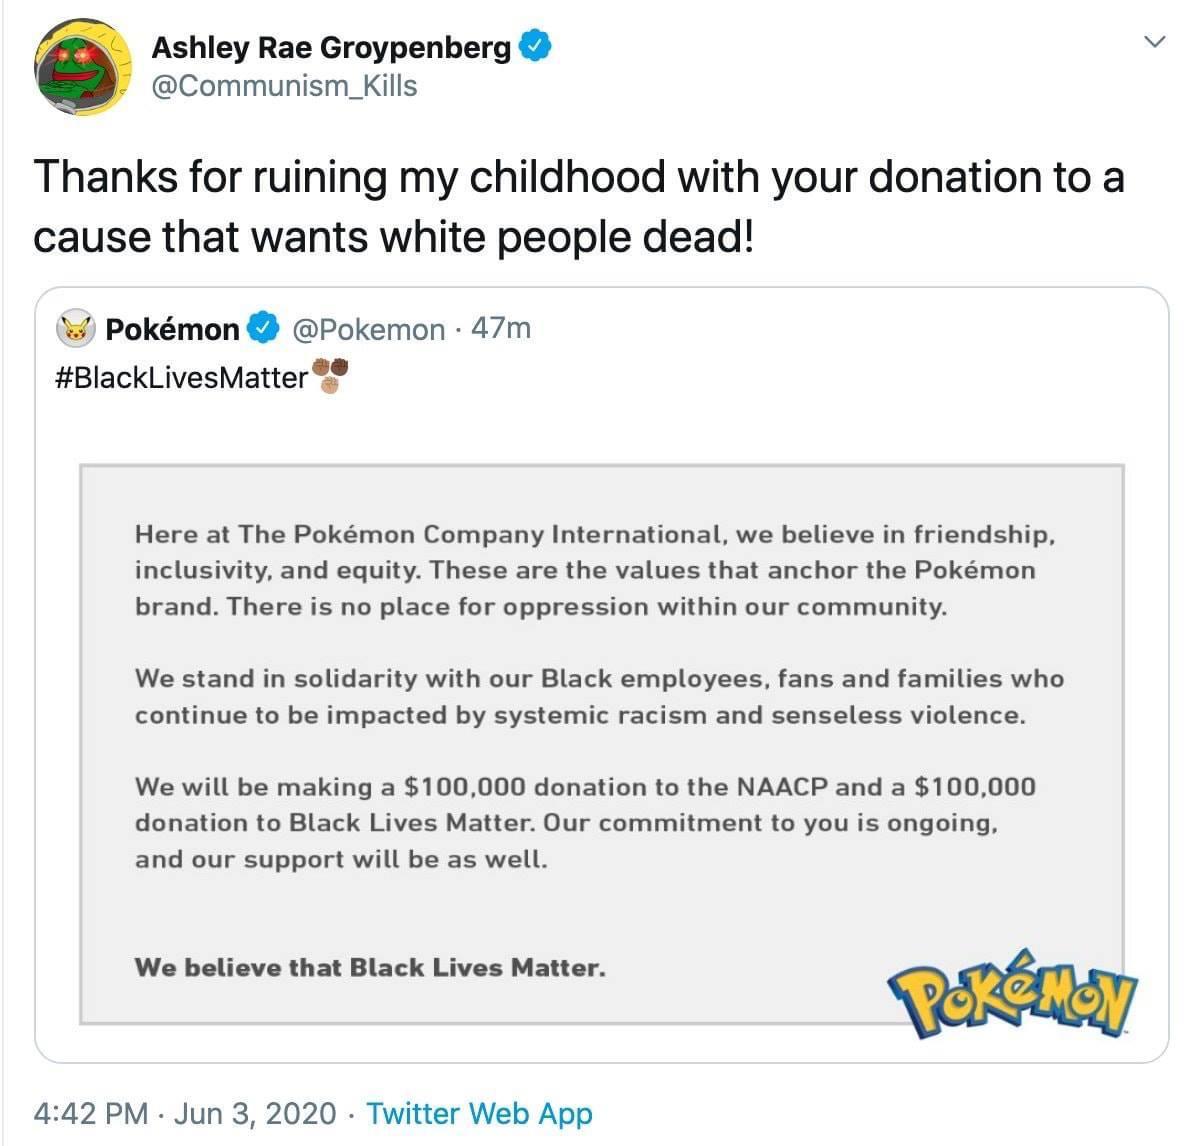 Ashley Rae Groypenberg
@Communism_Kills
Thanks for ruining my childhood with your donation to a
cause that wants white people dead!
Pokémon @Pokemon · 47m
#BlackLivesMatter✊🏾✊🏿✊🏽
Here at The Pokémon Company International, we believe in friendship,
inclusivity, and equity. These are the values that anchor the Pokémon
brand. There is no place for oppression within our community.
We stand in solidarity with our Black employees, fans and families who
continue to be impacted by systemic racism and senseless violence.
We will be making a $100,000 donation to the NAACP and a $100,000
donation to Black Lives Matter. Our commitment to you is ongoing,
and our support will be as well.
We believe that Black Lives Matter.
POKéMON
4:42 PM · Jun 3, 2020 · Twitter Web App